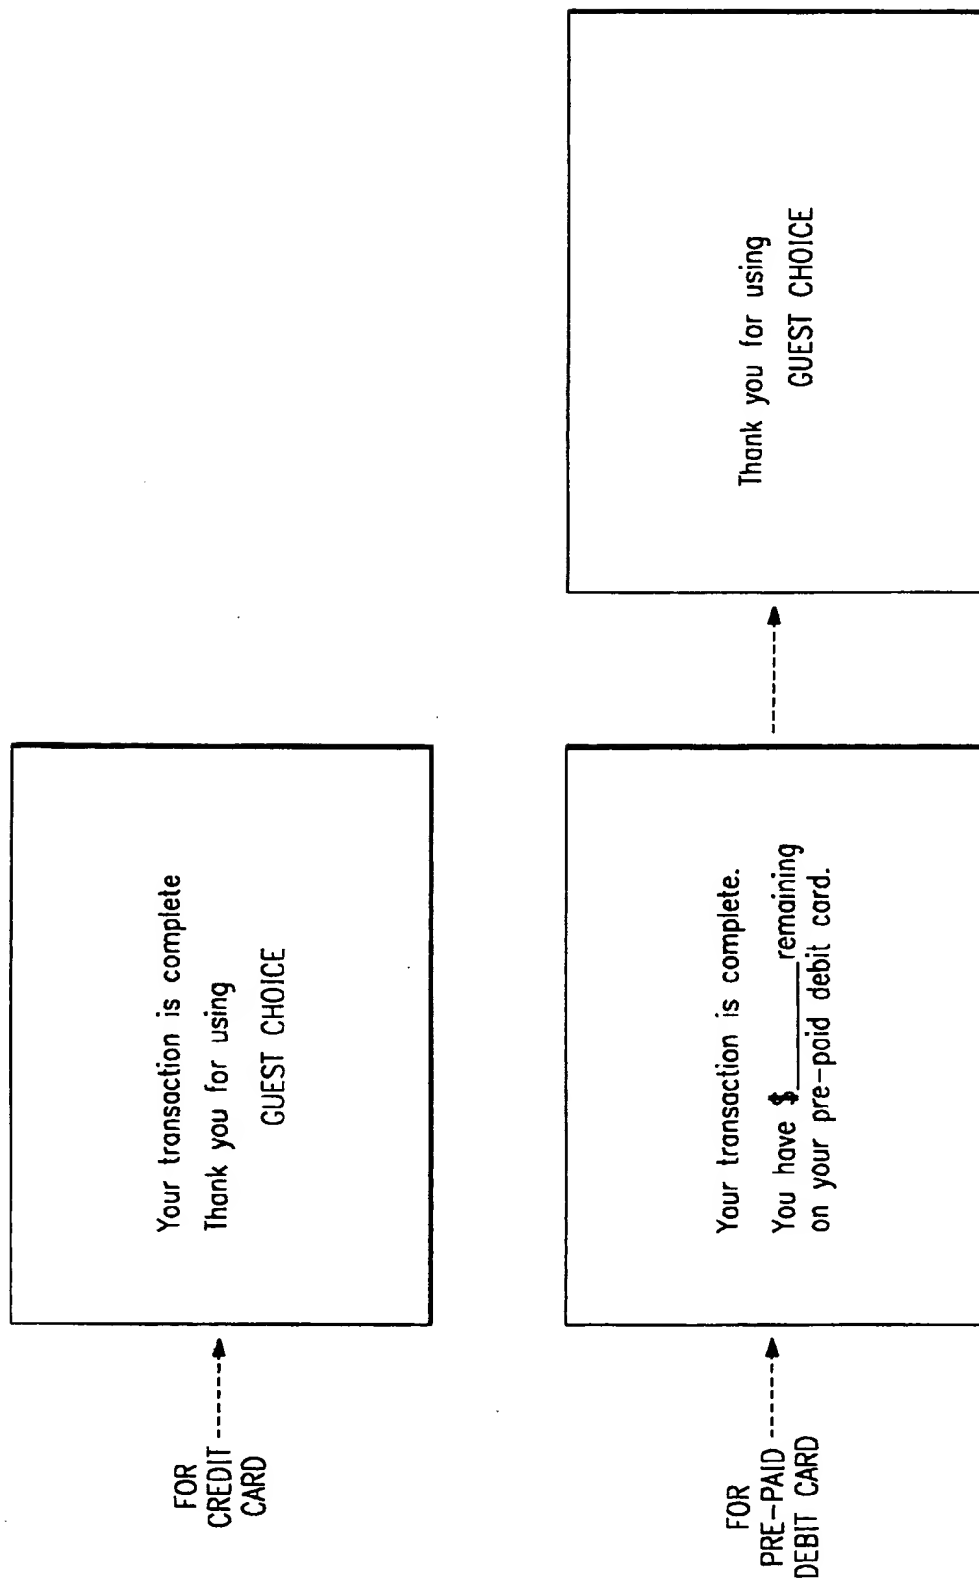 FOR
CREDIT
CARD
Your transaction is complete
Thank you for using
GUEST CHOICE
FOR
PRE-PAID
DEBIT CARD
Your transaction is complete.
You have $____ remaining
on your pre-paid debit card.
Thank you for using
GUEST CHOICE